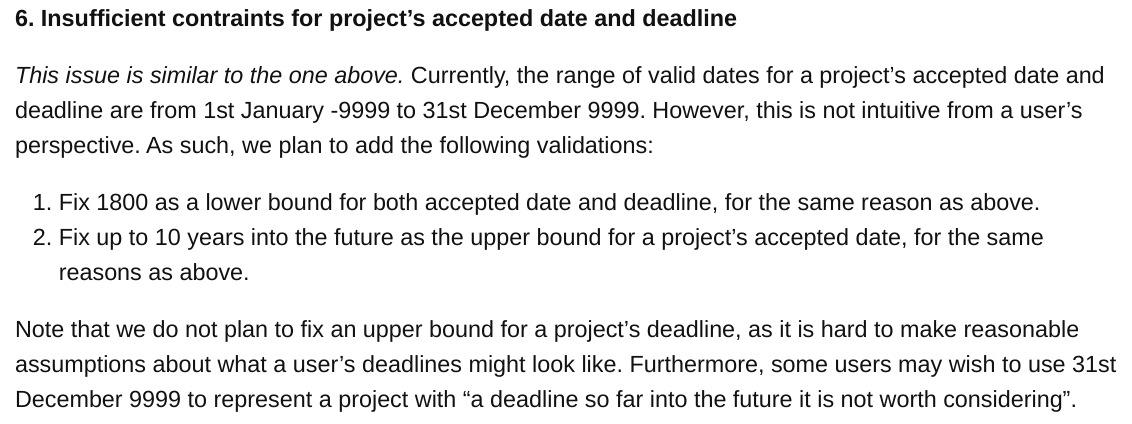 6. Insufficient contraints for project’s accepted date and deadline
This issue is similar to the one above. Currently, the range of valid dates for a project’s accepted date and
deadline are from 1st January -9999 to 31st December 9999. However, this is not intuitive from a user’s
perspective. As such, we plan to add the following validations:
1. Fix 1800 as a lower bound for both accepted date and deadline, for the same reason as above.
2. Fix up to 10 years into the future as the upper bound for a project’s accepted date, for the same
reasons as above.
Note that we do not plan to fix an upper bound for a project’s deadline, as it is hard to make reasonable
assumptions about what a user’s deadlines might look like. Furthermore, some users may wish to use 31st
December 9999 to represent a project with “a deadline so far into the future it is not worth considering”.